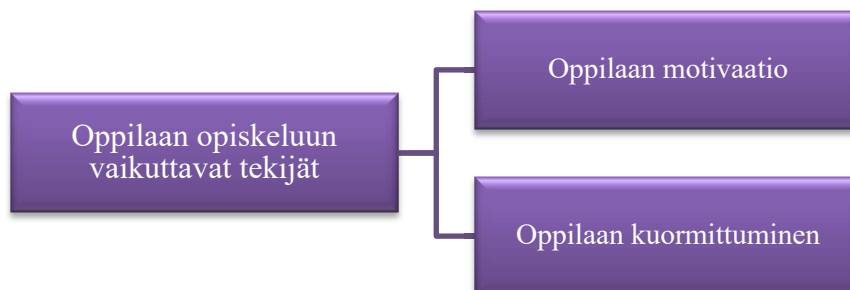 Oppilaan opiskeluun
vaikuttavat tekijät
Oppilaan motivaatio
Oppilaan kuormittuminen